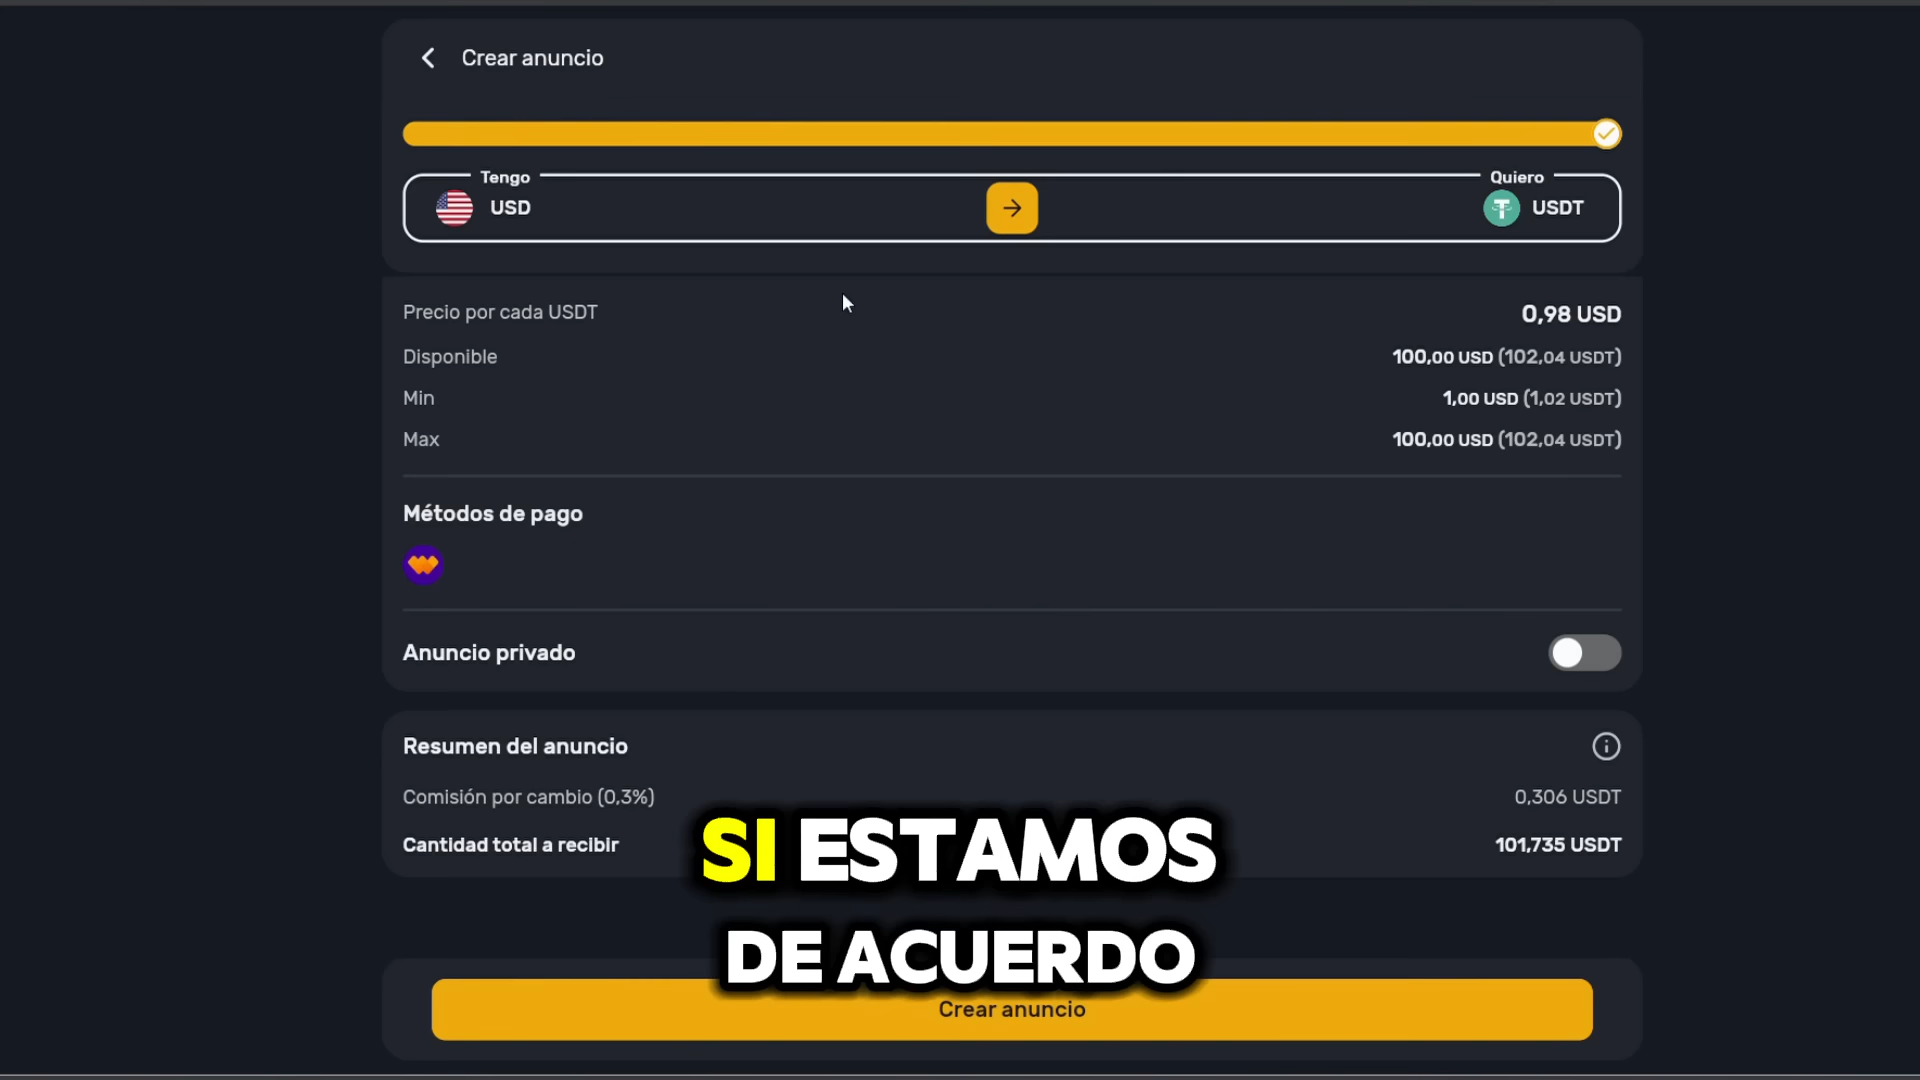 Crear anuncio
Tengo
Quiero
USD
USDT
Precio por cada USDT
0,98 USD
Disponible
100,00 USD (102,04 USDT)
Min
1,00 USD (1,02 USDT)
Max
100,00 USD (102,04 USDT)
Métodos de pago
Anuncio privado
Resumen del anuncio
Comisión por cambio (0,3%)
0,306 USDT
Cantidad total a recibir
101,735 USDT
SI ESTAMOS
DE ACUERDO
Crear anuncio